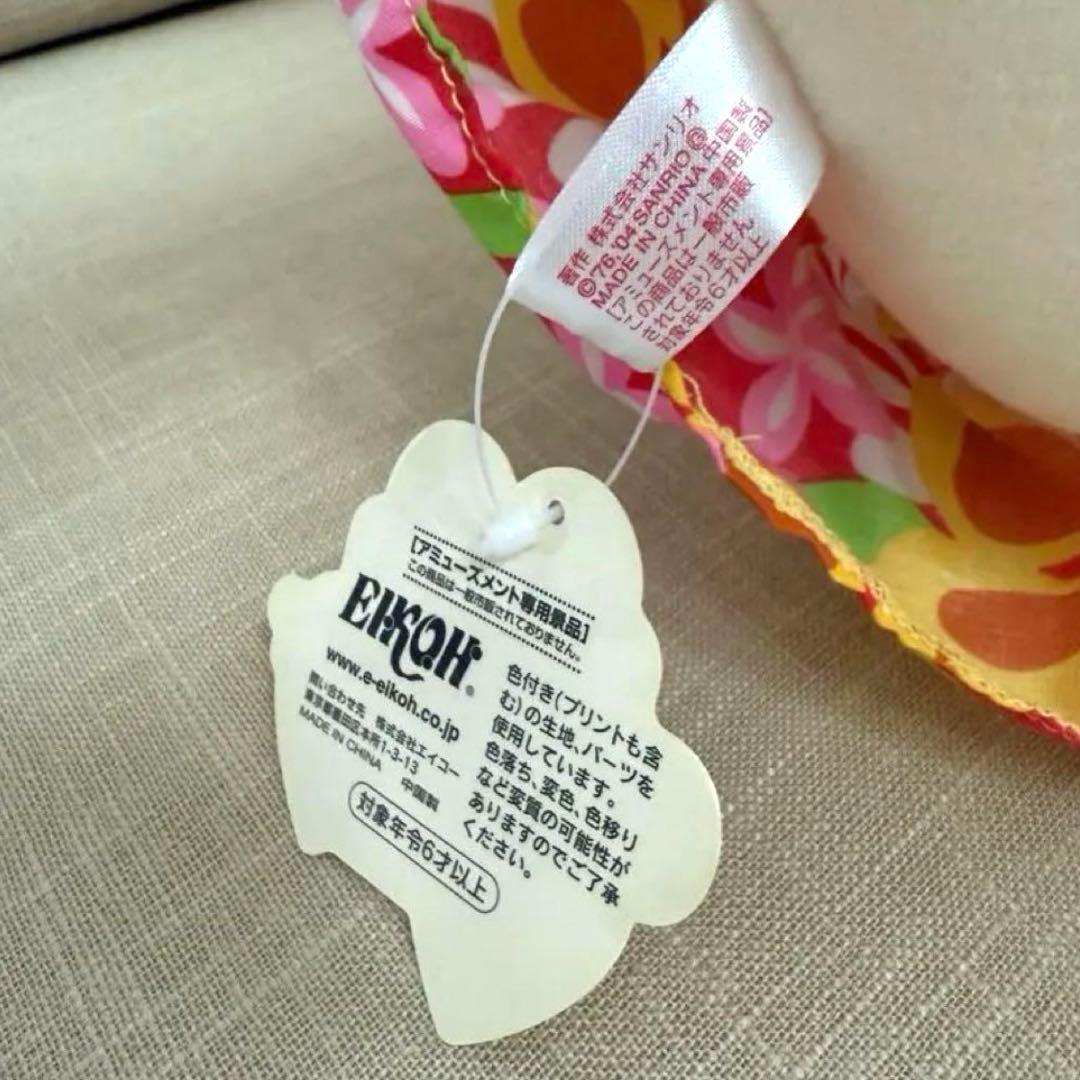 著作 株式会社サンリオ
©'76,'04 SANRIO ©
MADE IN CHINA 中国製
[アミューズメント専用景品]
この商品は一般市販
されておりません
対象年令6才以上
[アミューズメント専用景品]
この商品は一般市販されておりません。
EIKOH®
www.e-eikoh.co.jp
問い合わせ先 株式会社エイコー
東京都墨田区本所1-3-13
MADE IN CHINA 中国製
対象年令6才以上
色付き(プリントも含
む)の生地、パーツを
使用しています。
色落ち、変色、色移り
など変質の可能性が
ありますのでご了承
ください。